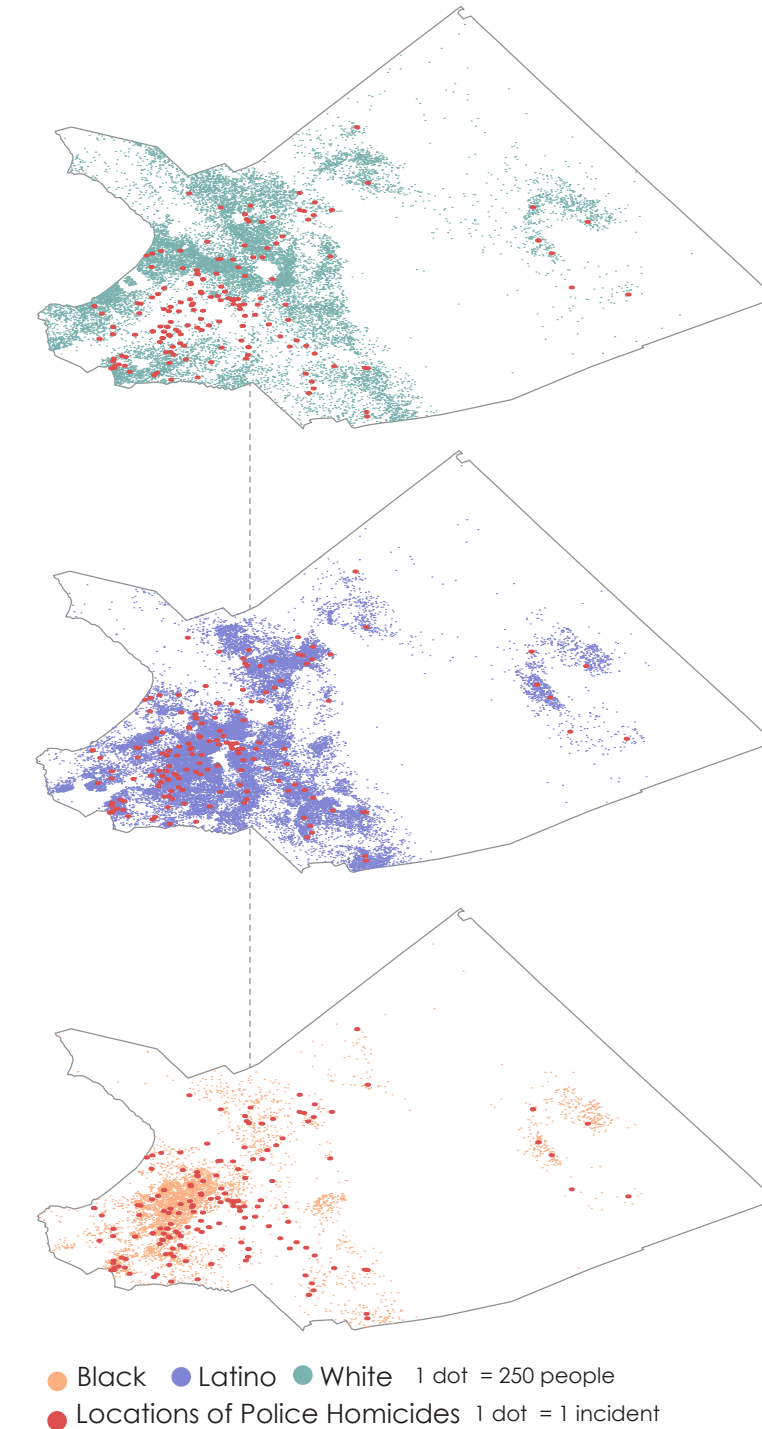 Black Latino White 1 dot = 250 people
Locations of Police Homicides 1 dot = 1 incident